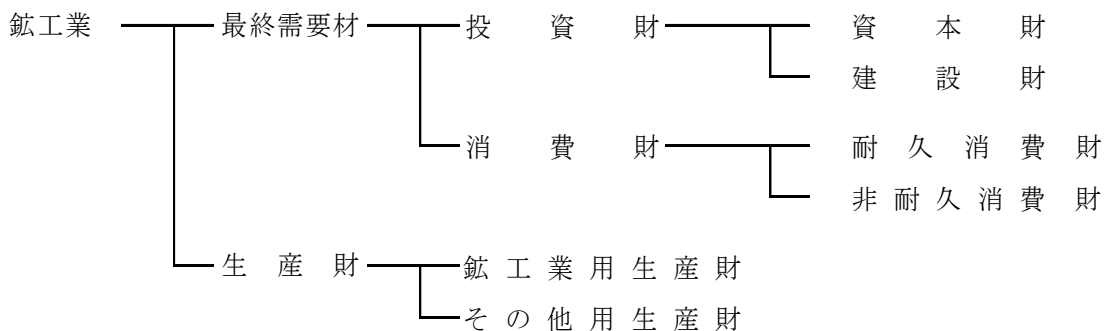 鉱工業 最終需要材 投資財 資本財
建設財
消費財 耐久消費財
非耐久消費財
生産財 鉱工業用生産財
その他用生産財